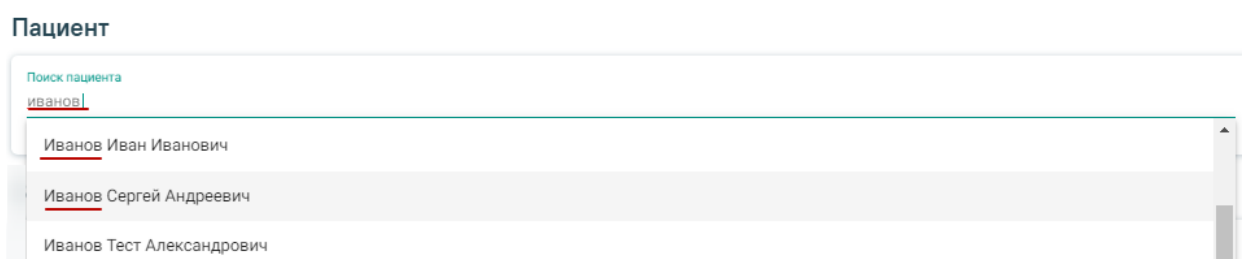 Пациент
Поиск пациента
иванов
Иванов Иван Иванович
Иванов Сергей Андреевич
Иванов Тест Александрович